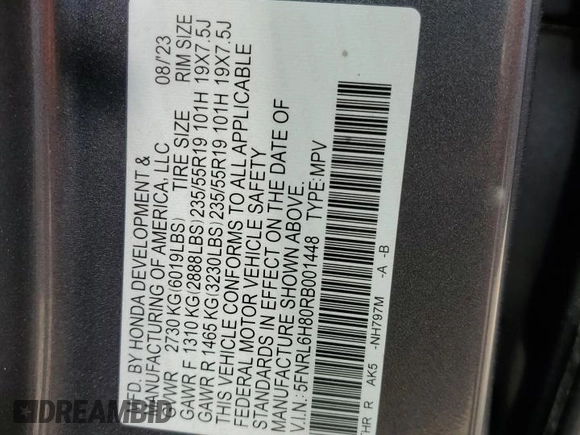 MFD. BY HONDA DEVELOPMENT & 08/'23
MANUFACTURING OF AMERICA, LLC
GVWR 2730 KG(6019LBS) TIRE SIZE RIM SIZE
GAWR F 1310 KG(2888LBS)235/55R19 101H 19X7.5J
GAWR R 1465 KG(3230LBS)235/55R19 101H 19X7.5J
THIS VEHICLE CONFORMS TO ALL APPLICABLE
FEDERAL MOTOR VEHICLE SAFETY
STANDARDS IN EFFECT ON THE DATE OF
MANUFACTURE SHOWN ABOVE.
V.I.N.:5FNRL6H80RB001448 TYPE:MPV
THR R AK5 -NH797M -A -B
DREAMBID